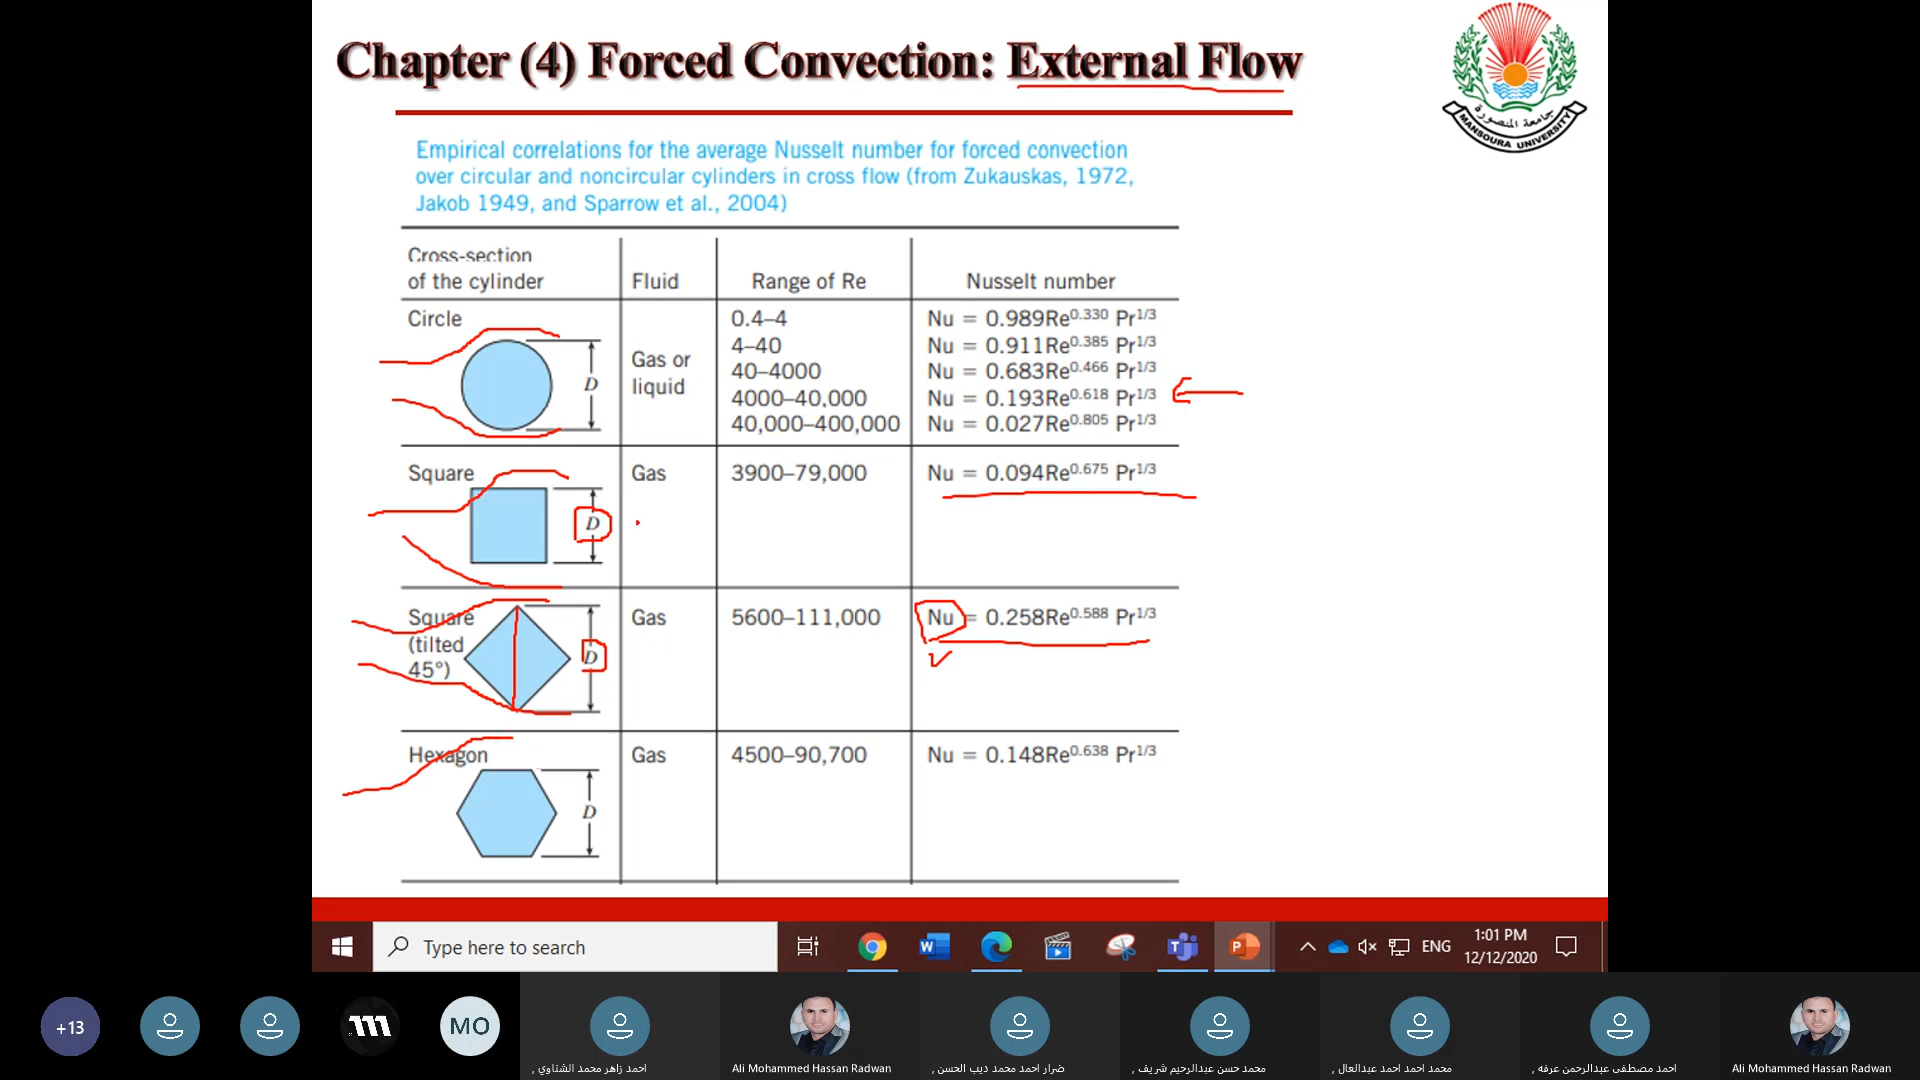 Chapter (4) Forced Convection: External Flow
جامعة المنصورة
MANSOURA UNIVERSITY
Empirical correlations for the average Nusselt number for forced convection
over circular and noncircular cylinders in cross flow (from Zukauskas, 1972,
Jakob 1949, and Sparrow et al., 2004)
Cross-section
of the cylinder Fluid Range of Re Nusselt number
Circle
D
Gas or
liquid
0.4–4 Nu = 0.989Re^0.330 Pr^1/3
4–40 Nu = 0.911Re^0.385 Pr^1/3
40–4000 Nu = 0.683Re^0.466 Pr^1/3
4000–40,000 Nu = 0.193Re^0.618 Pr^1/3
40,000–400,000 Nu = 0.027Re^0.805 Pr^1/3
Square Gas 3900–79,000 Nu = 0.094Re^0.675 Pr^1/3
D
Square Gas 5600–111,000 Nu = 0.258Re^0.588 Pr^1/3
(tilted
45°)
D
Hexagon Gas 4500–90,700 Nu = 0.148Re^0.638 Pr^1/3
D
Type here to search
ENG
1:01 PM
12/12/2020
+13
MO
احمد زاهر محمد الشناوي ,
Ali Mohammed Hassan Radwan
ضرار احمد محمد ديب الحسن ,
محمد حسن عبدالرحيم شريف ,
محمد احمد احمد عبدالعال ,
احمد مصطفى عبدالرحمن عرفه ,
Ali Mohammed Hassan Radwan